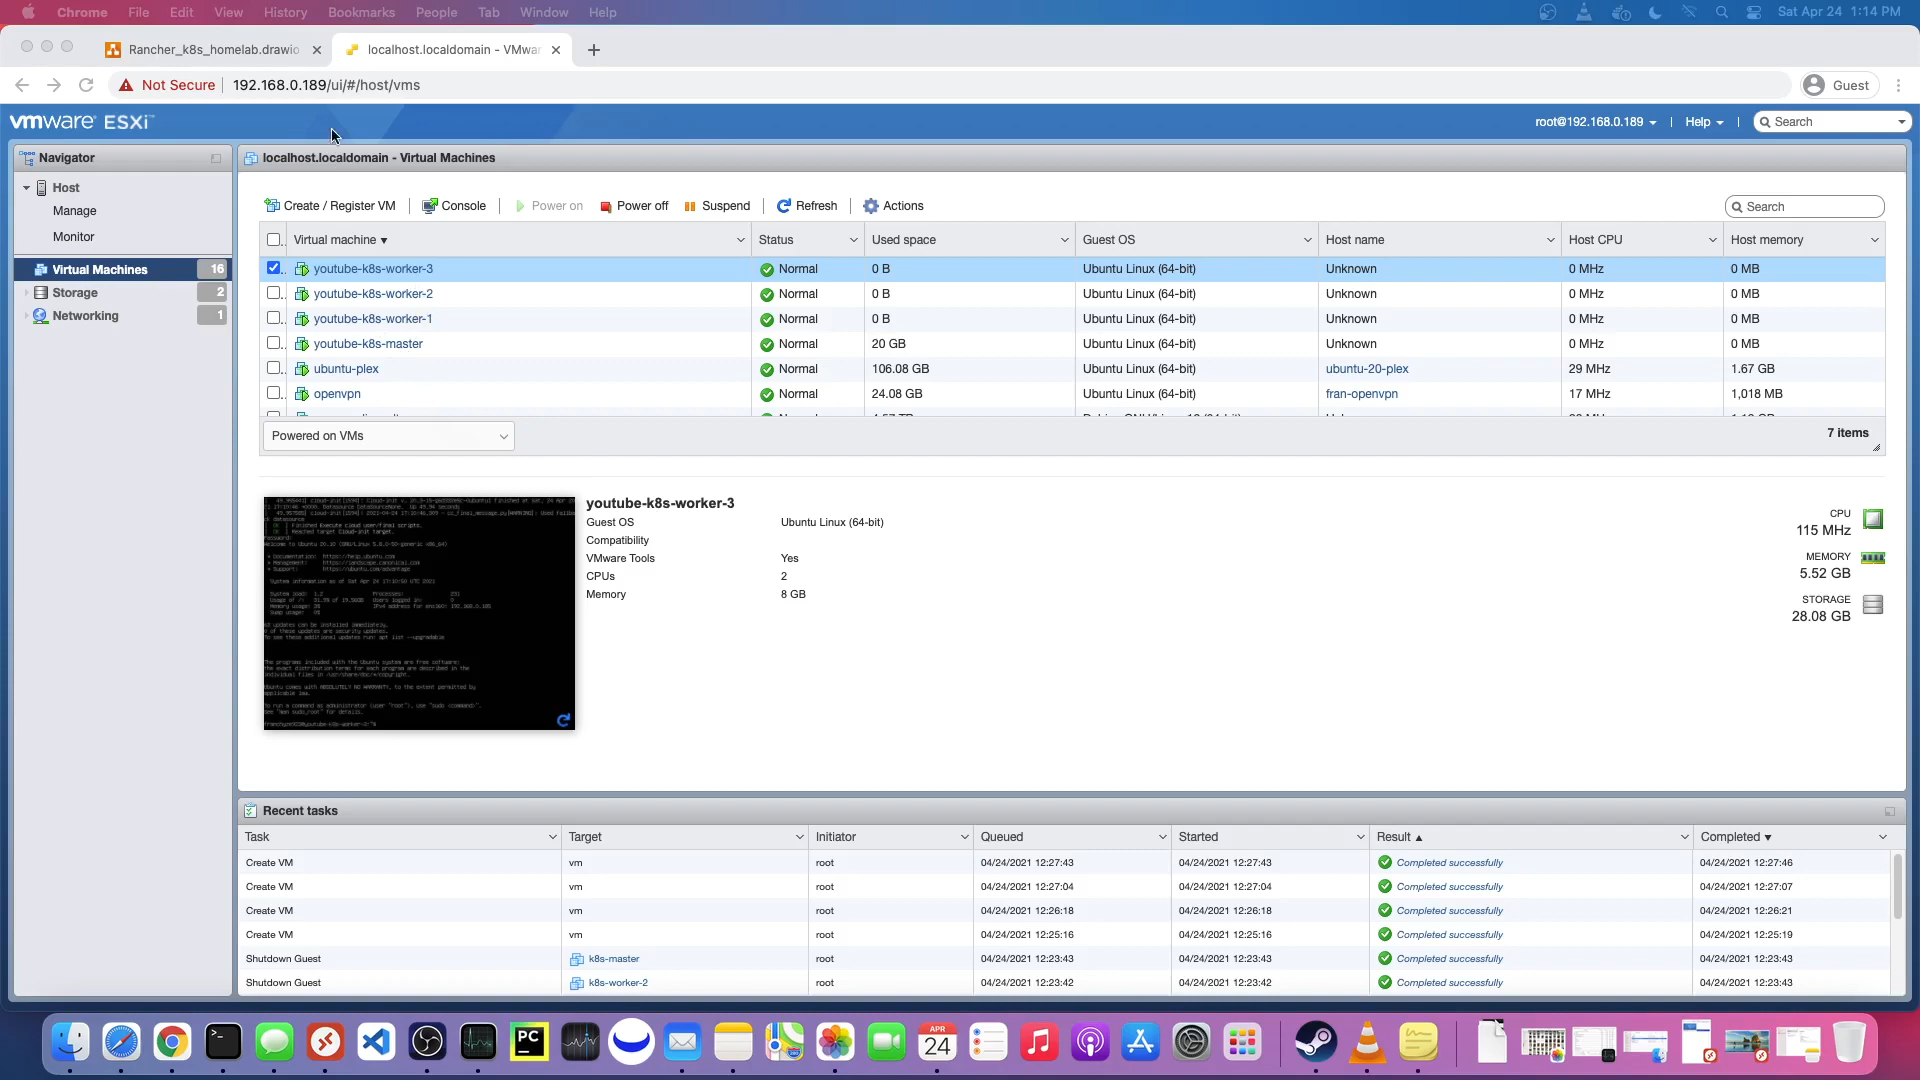 Chrome File Edit View History Bookmarks People Tab Window Help Sat Apr 24 1:14 PM
Rancher_k8s_homelab.drawio localhost.localdomain - VMwar
Not Secure 192.168.0.189/ui/#/host/vms Guest
vmware ESXi root@192.168.0.189 | Help | Search
Navigator localhost.localdomain - Virtual Machines
Host
Manage
Monitor
Virtual Machines 16
Storage 2
Networking 1
Create / Register VM | Console | Power on Power off Suspend | Refresh | Actions Search
Virtual machine Status Used space Guest OS Host name Host CPU Host memory
youtube-k8s-worker-3 Normal 0 B Ubuntu Linux (64-bit) Unknown 0 MHz 0 MB
youtube-k8s-worker-2 Normal 0 B Ubuntu Linux (64-bit) Unknown 0 MHz 0 MB
youtube-k8s-worker-1 Normal 0 B Ubuntu Linux (64-bit) Unknown 0 MHz 0 MB
youtube-k8s-master Normal 20 GB Ubuntu Linux (64-bit) Unknown 0 MHz 0 MB
ubuntu-plex Normal 106.08 GB Ubuntu Linux (64-bit) ubuntu-20-plex 29 MHz 1.67 GB
openvpn Normal 24.08 GB Ubuntu Linux (64-bit) fran-openvpn 17 MHz 1,018 MB
Powered on VMs 7 items
youtube-k8s-worker-3
Guest OS Ubuntu Linux (64-bit)
Compatibility
VMware Tools Yes
CPUs 2
Memory 8 GB
CPU
115 MHz
MEMORY
5.52 GB
STORAGE
28.08 GB
Recent tasks
Task Target Initiator Queued Started Result Completed
Create VM vm root 04/24/2021 12:27:43 04/24/2021 12:27:43 Completed successfully 04/24/2021 12:27:46
Create VM vm root 04/24/2021 12:27:04 04/24/2021 12:27:04 Completed successfully 04/24/2021 12:27:07
Create VM vm root 04/24/2021 12:26:18 04/24/2021 12:26:18 Completed successfully 04/24/2021 12:26:21
Create VM vm root 04/24/2021 12:25:16 04/24/2021 12:25:16 Completed successfully 04/24/2021 12:25:19
Shutdown Guest k8s-master root 04/24/2021 12:23:43 04/24/2021 12:23:43 Completed successfully 04/24/2021 12:23:43
Shutdown Guest k8s-worker-2 root 04/24/2021 12:23:42 04/24/2021 12:23:42 Completed successfully 04/24/2021 12:23:43
PC
APR
24